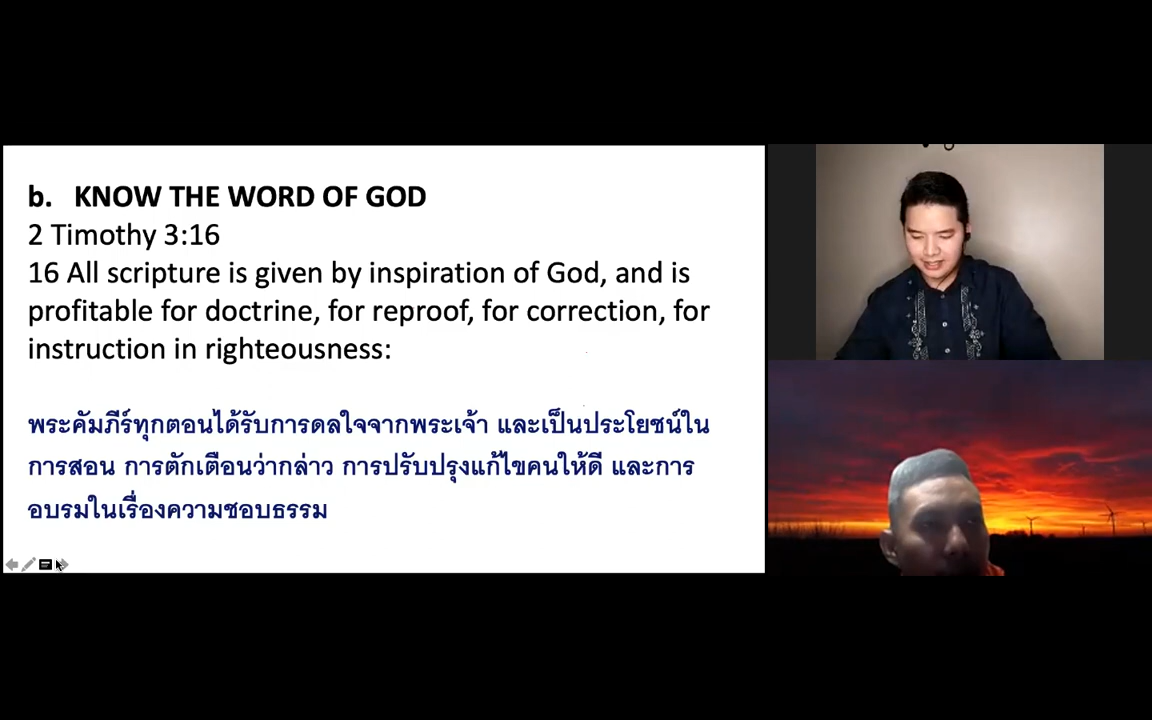 b. KNOW THE WORD OF GOD
2 Timothy 3:16
16 All scripture is given by inspiration of God, and is
profitable for doctrine, for reproof, for correction, for
instruction in righteousness:
พระคัมภีร์ทุกตอนได้รับการดลใจจากพระเจ้า และเป็นประโยชน์ใน
การสอน การตักเตือนว่ากล่าว การปรับปรุงแก้ไขคนให้ดี และการ
อบรมในเรื่องความชอบธรรม